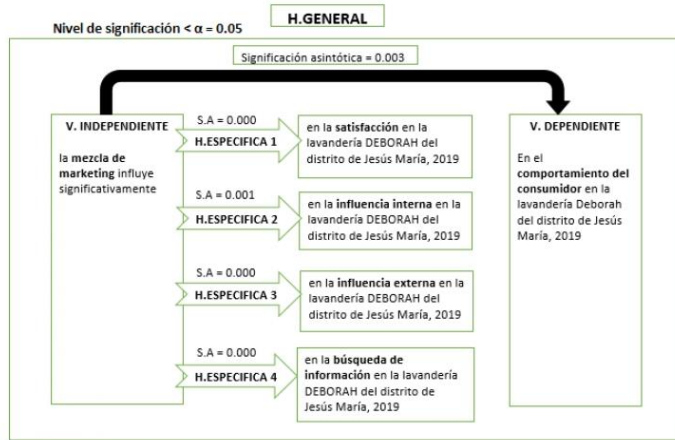 H.GENERAL
Nivel de significación < α = 0.05
Significación asintótica = 0.003
V. INDEPENDIENTE
la mezcla de
marketing influye
significativamente
S.A = 0.000
H.ESPECIFICA 1
en la satisfacción en la
lavandería DEBORAH del
distrito de Jesús María, 2019
S.A = 0.001
H.ESPECIFICA 2
en la influencia interna en la
lavandería DEBORAH del
distrito de Jesús María, 2019
S.A = 0.000
H.ESPECIFICA 3
en la influencia externa en la
lavandería DEBORAH del
distrito de Jesús María, 2019
S.A = 0.000
H.ESPECIFICA 4
en la búsqueda de
información en la lavandería
DEBORAH del distrito de
Jesús María, 2019
V. DEPENDIENTE
En el
comportamiento del
consumidor en la
lavandería Deborah
del distrito de Jesús
María, 2019